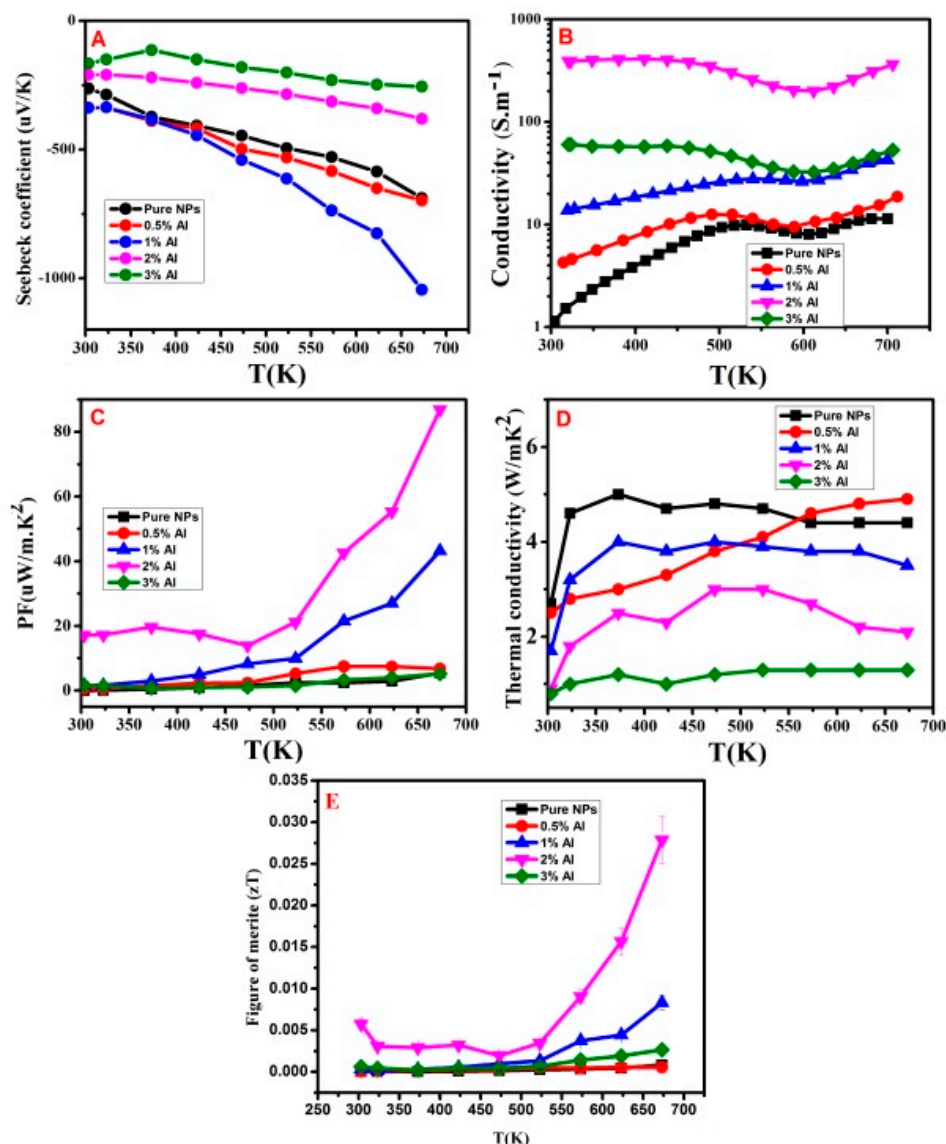 A
Seebeck coefficient (uV/K)
0
-500
-1000
Pure NPs
0.5% Al
1% Al
2% Al
3% Al
300 350 400 450 500 550 600 650 700
T(K)
B
Conductivity (S.m⁻¹)
1000
100
10
1
Pure NPs
0.5% Al
1% Al
2% Al
3% Al
300 400 500 600 700
T(K)
C
PF(uW/m.K²)
80
60
40
20
0
Pure NPs
0.5% Al
1% Al
2% Al
3% Al
300 350 400 450 500 550 600 650 700
T(K)
D
Thermal conductivity (W/mK²)
6
4
2
Pure NPs
0.5% Al
1% Al
2% Al
3% Al
300 350 400 450 500 550 600 650 700
T(K)
E
Figure of merite (zT)
0.035
0.030
0.025
0.020
0.015
0.010
0.005
0.000
Pure NPs
0.5% Al
1% Al
2% Al
3% Al
250 300 350 400 450 500 550 600 650 700
T(K)